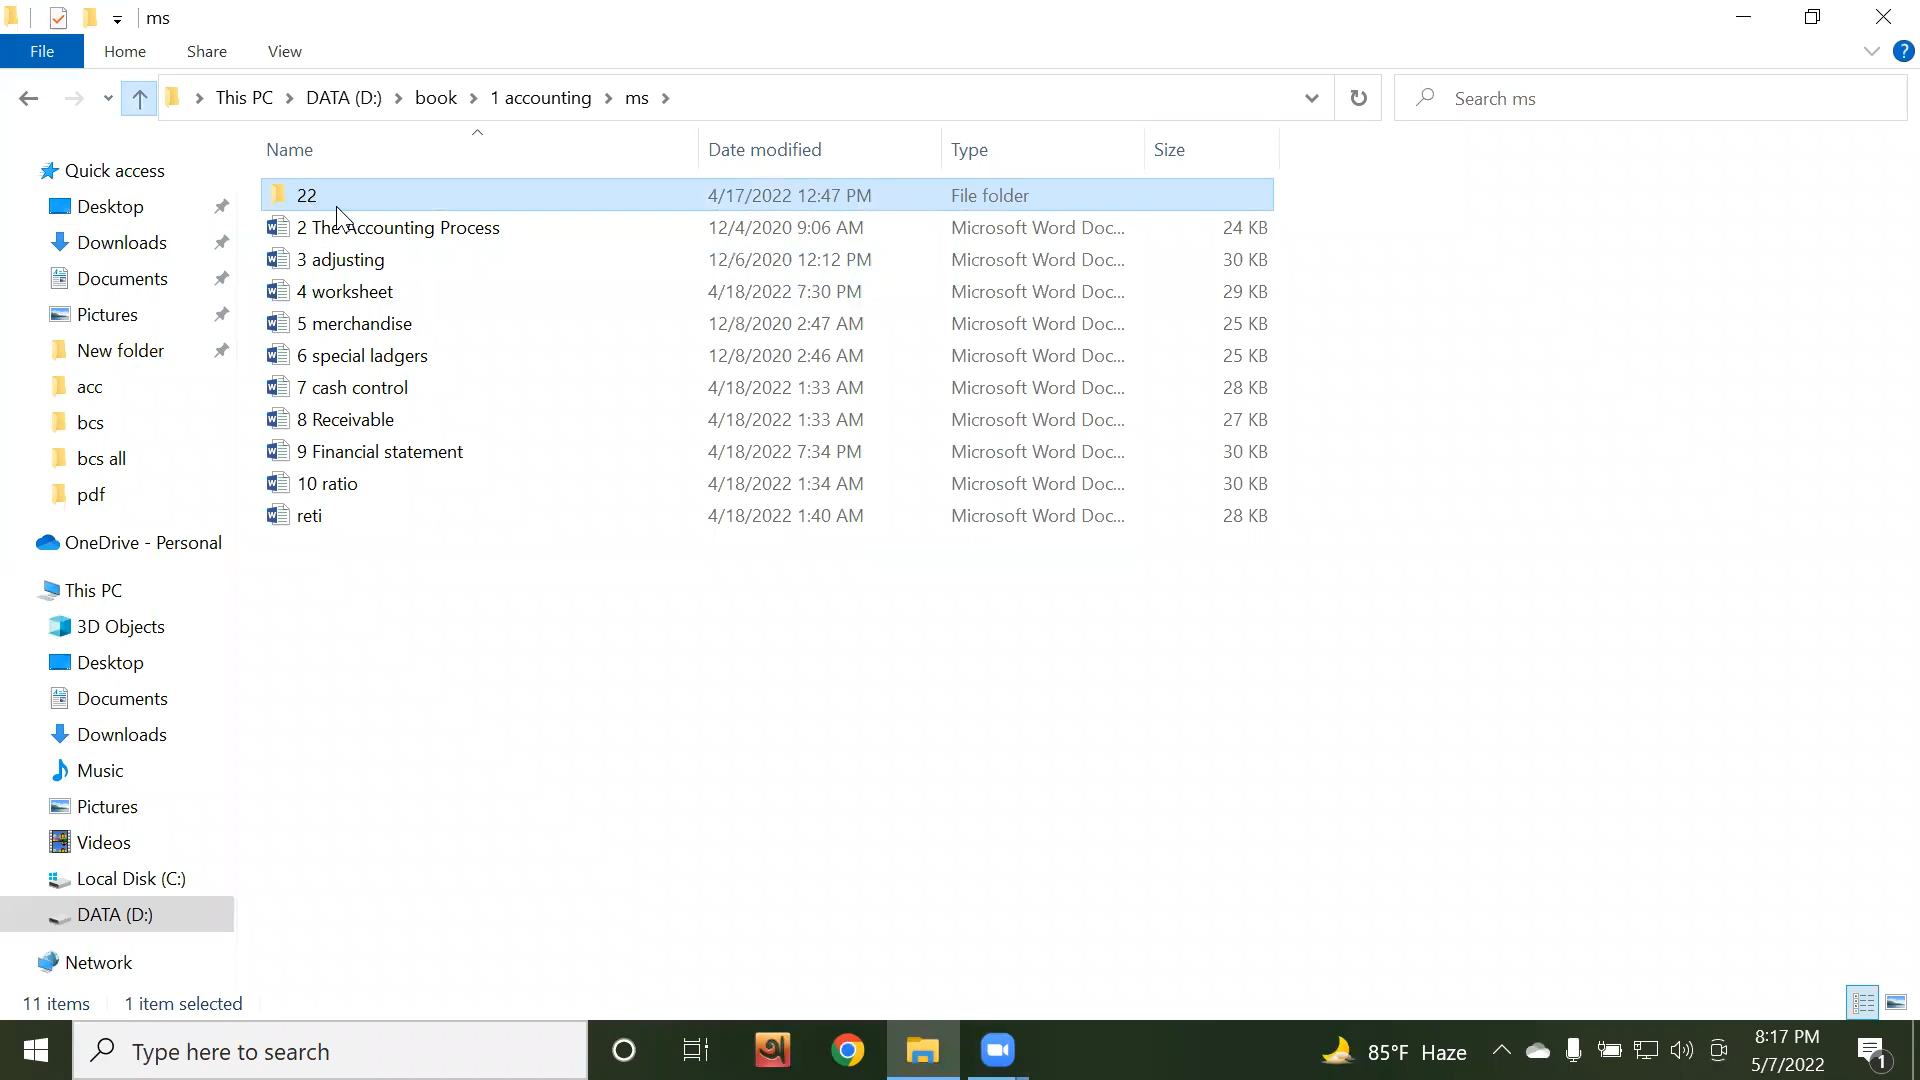 ms
File Home Share View
This PC DATA (D:) book 1 accounting ms
Search ms
Name Date modified Type Size
22 4/17/2022 12:47 PM File folder
2 The Accounting Process 12/4/2020 9:06 AM Microsoft Word Doc... 24 KB
3 adjusting 12/6/2020 12:12 PM Microsoft Word Doc... 30 KB
4 worksheet 4/18/2022 7:30 PM Microsoft Word Doc... 29 KB
5 merchandise 12/8/2020 2:47 AM Microsoft Word Doc... 25 KB
6 special ladgers 12/8/2020 2:46 AM Microsoft Word Doc... 25 KB
7 cash control 4/18/2022 1:33 AM Microsoft Word Doc... 28 KB
8 Receivable 4/18/2022 1:33 AM Microsoft Word Doc... 27 KB
9 Financial statement 4/18/2022 7:34 PM Microsoft Word Doc... 30 KB
10 ratio 4/18/2022 1:34 AM Microsoft Word Doc... 30 KB
reti 4/18/2022 1:40 AM Microsoft Word Doc... 28 KB
Quick access
Desktop
Downloads
Documents
Pictures
New folder
acc
bcs
bcs all
pdf
OneDrive - Personal
This PC
3D Objects
Desktop
Documents
Downloads
Music
Pictures
Videos
Local Disk (C:)
DATA (D:)
Network
11 items 1 item selected
Type here to search
85°F Haze
8:17 PM
5/7/2022
1